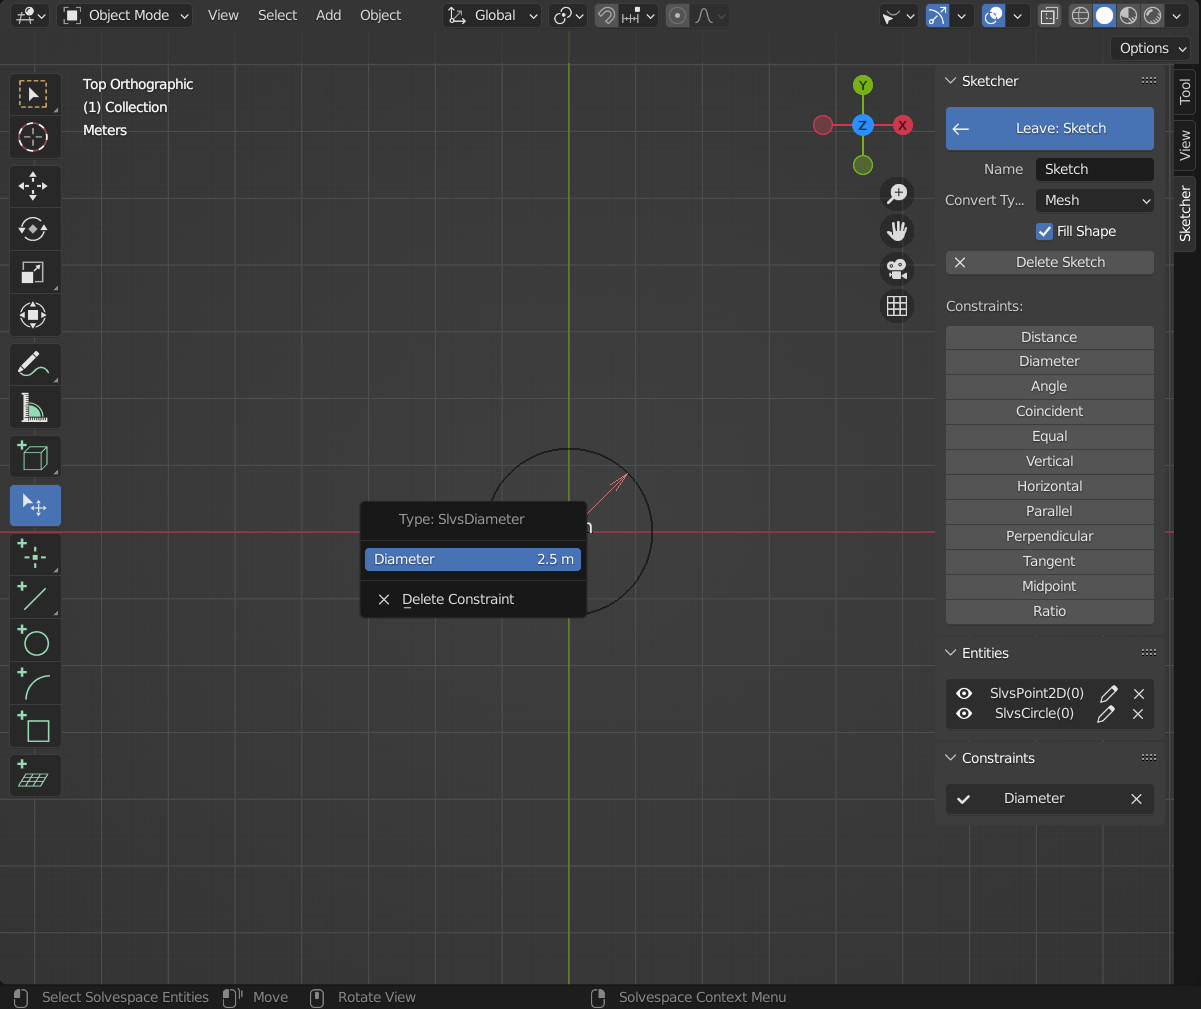 Object Mode View Select Add Object Global
Options
Top Orthographic
(1) Collection
Meters
Y
X
Z
Tool
View
Sketcher
Sketcher
Leave: Sketch
Name Sketch
Convert Ty... Mesh
Fill Shape
Delete Sketch
Constraints:
Distance
Diameter
Angle
Coincident
Equal
Vertical
Horizontal
Parallel
Perpendicular
Tangent
Midpoint
Ratio
Type: SlvsDiameter
Diameter 2.5 m
Delete Constraint
Entities
SlvsPoint2D(0)
SlvsCircle(0)
Constraints
Diameter
Select Solvespace Entities Move Rotate View Solvespace Context Menu